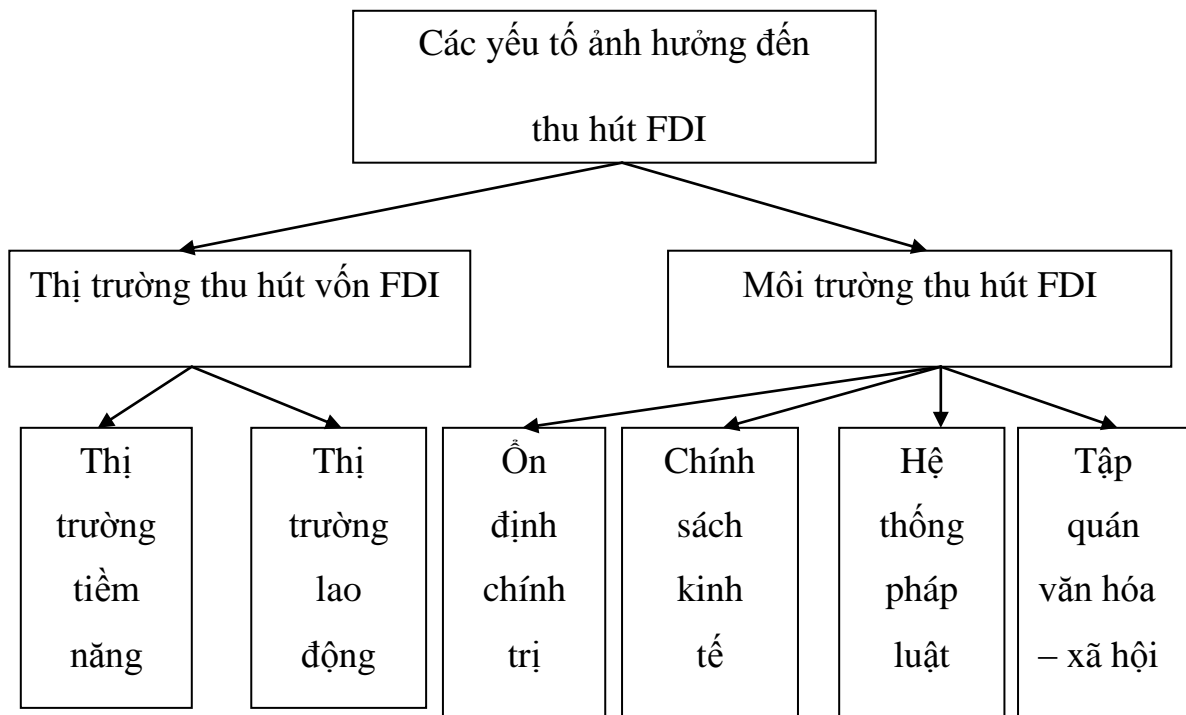 Các yếu tố ảnh hưởng đến
thu hút FDI
Thị trường thu hút vốn FDI
Môi trường thu hút FDI
Thị
trường
tiềm
năng
Thị
trường
lao
động
Ổn
định
chính
trị
Chính
sách
kinh
tế
Hệ
thống
pháp
luật
Tập
quán
văn hóa
– xã hội